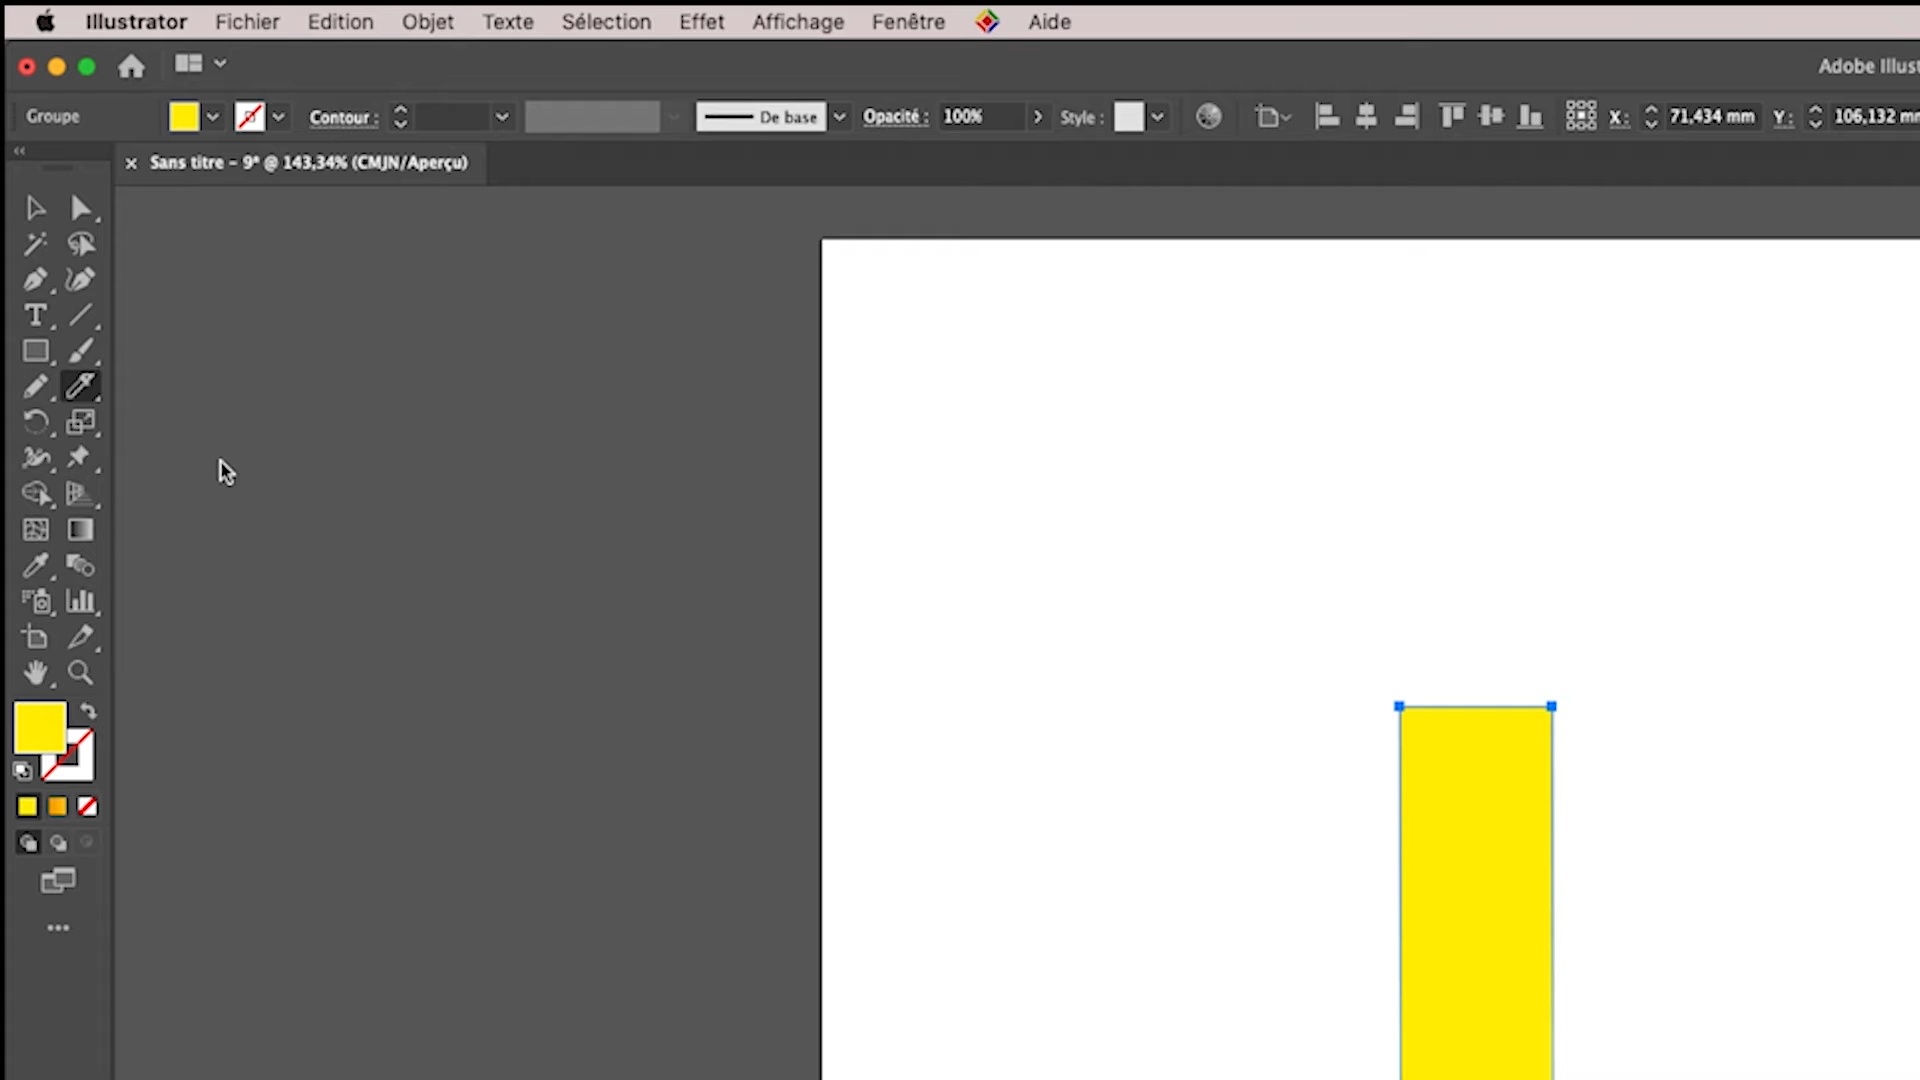 Illustrator Fichier Edition Objet Texte Sélection Effet Affichage Fenêtre Aide
Adobe Illust
Groupe Contour : De base Opacité : 100% Style : X : 71,434 mm Y : 106,132 mm
Sans titre - 9* @ 143,34% (CMJN/Aperçu)